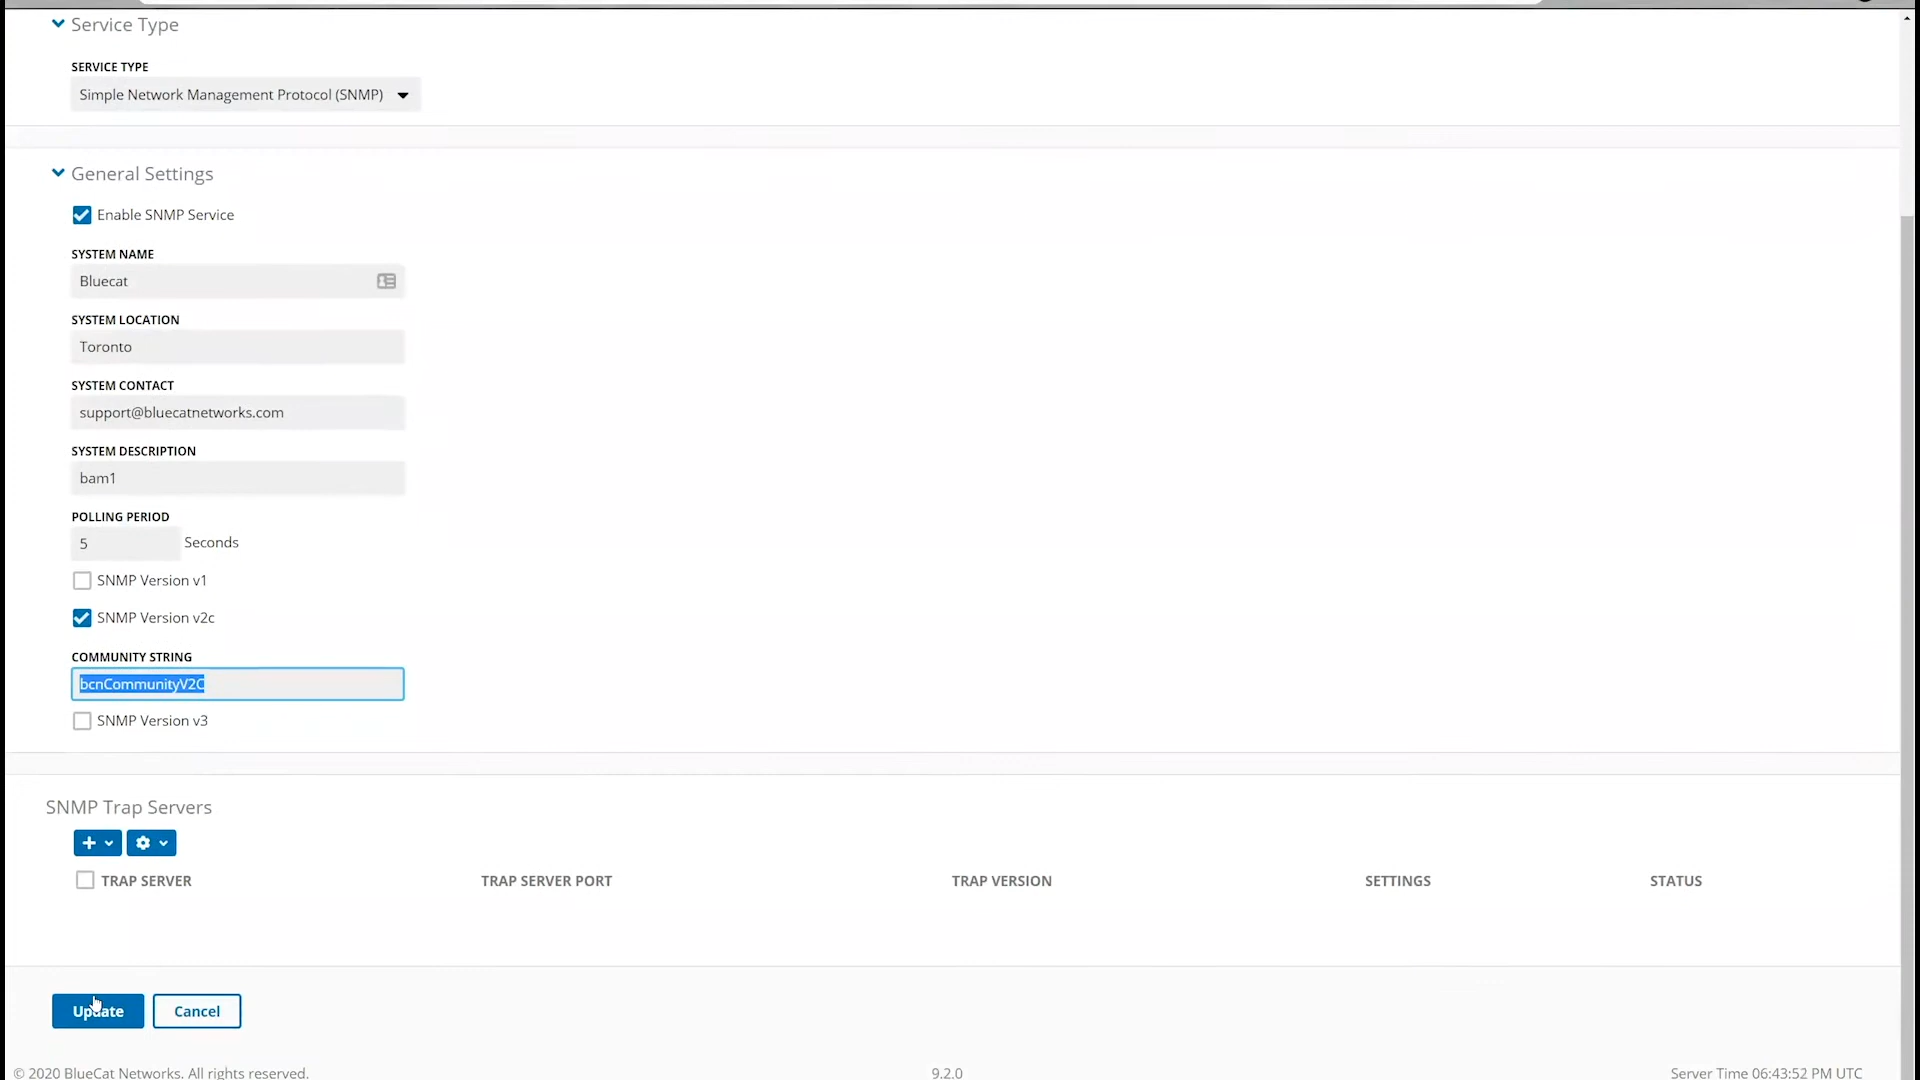 Service Type
SERVICE TYPE
Simple Network Management Protocol (SNMP)
General Settings
Enable SNMP Service
SYSTEM NAME
Bluecat
SYSTEM LOCATION
Toronto
SYSTEM CONTACT
support@bluecatnetworks.com
SYSTEM DESCRIPTION
bam1
POLLING PERIOD
5 Seconds
SNMP Version v1
SNMP Version v2c
COMMUNITY STRING
bcnCommunityV2C
SNMP Version v3
SNMP Trap Servers
TRAP SERVER TRAP SERVER PORT TRAP VERSION SETTINGS STATUS
Update Cancel
© 2020 BlueCat Networks. All rights reserved. 9.2.0 Server Time 06:43:52 PM UTC